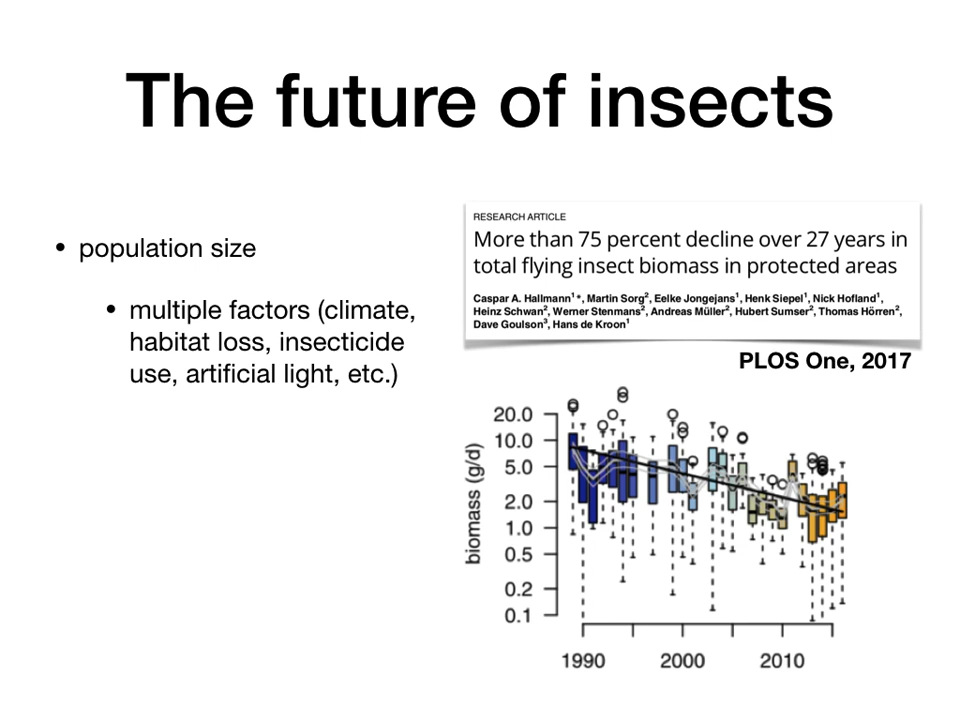 The future of insects
• population size
• multiple factors (climate,
habitat loss, insecticide
use, artificial light, etc.)
RESEARCH ARTICLE
More than 75 percent decline over 27 years in
total flying insect biomass in protected areas
Caspar A. Hallmann¹*, Martin Sorg², Eelke Jongejans¹, Henk Siepel¹, Nick Hofland¹,
Heinz Schwan², Werner Stenmans², Andreas Müller², Hubert Sumser², Thomas Hörren²,
Dave Goulson³, Hans de Kroon¹
PLOS One, 2017
biomass (g/d)
20.0
10.0
5.0
2.0
1.0
0.5
0.2
0.1
1990 2000 2010